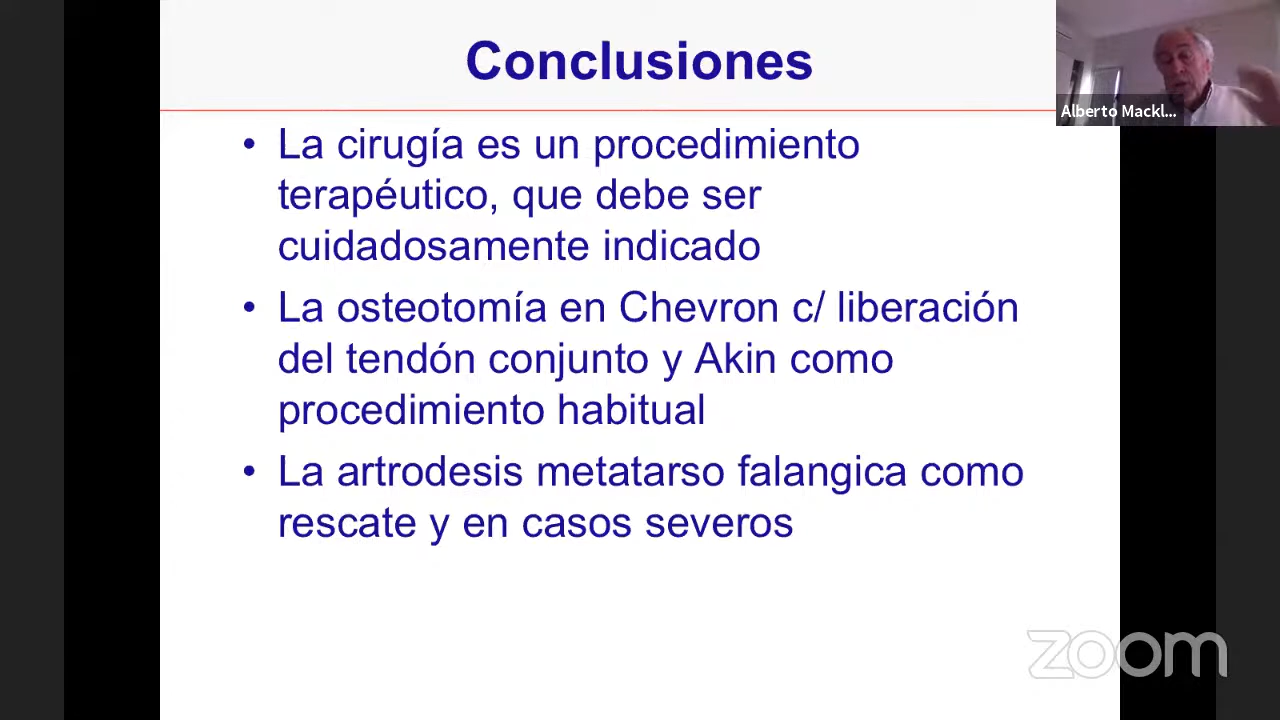 Conclusiones
Alberto Mackl...
• La cirugía es un procedimiento
terapéutico, que debe ser
cuidadosamente indicado
• La osteotomía en Chevron c/ liberación
del tendón conjunto y Akin como
procedimiento habitual
• La artrodesis metatarso falangica como
rescate y en casos severos
zoom